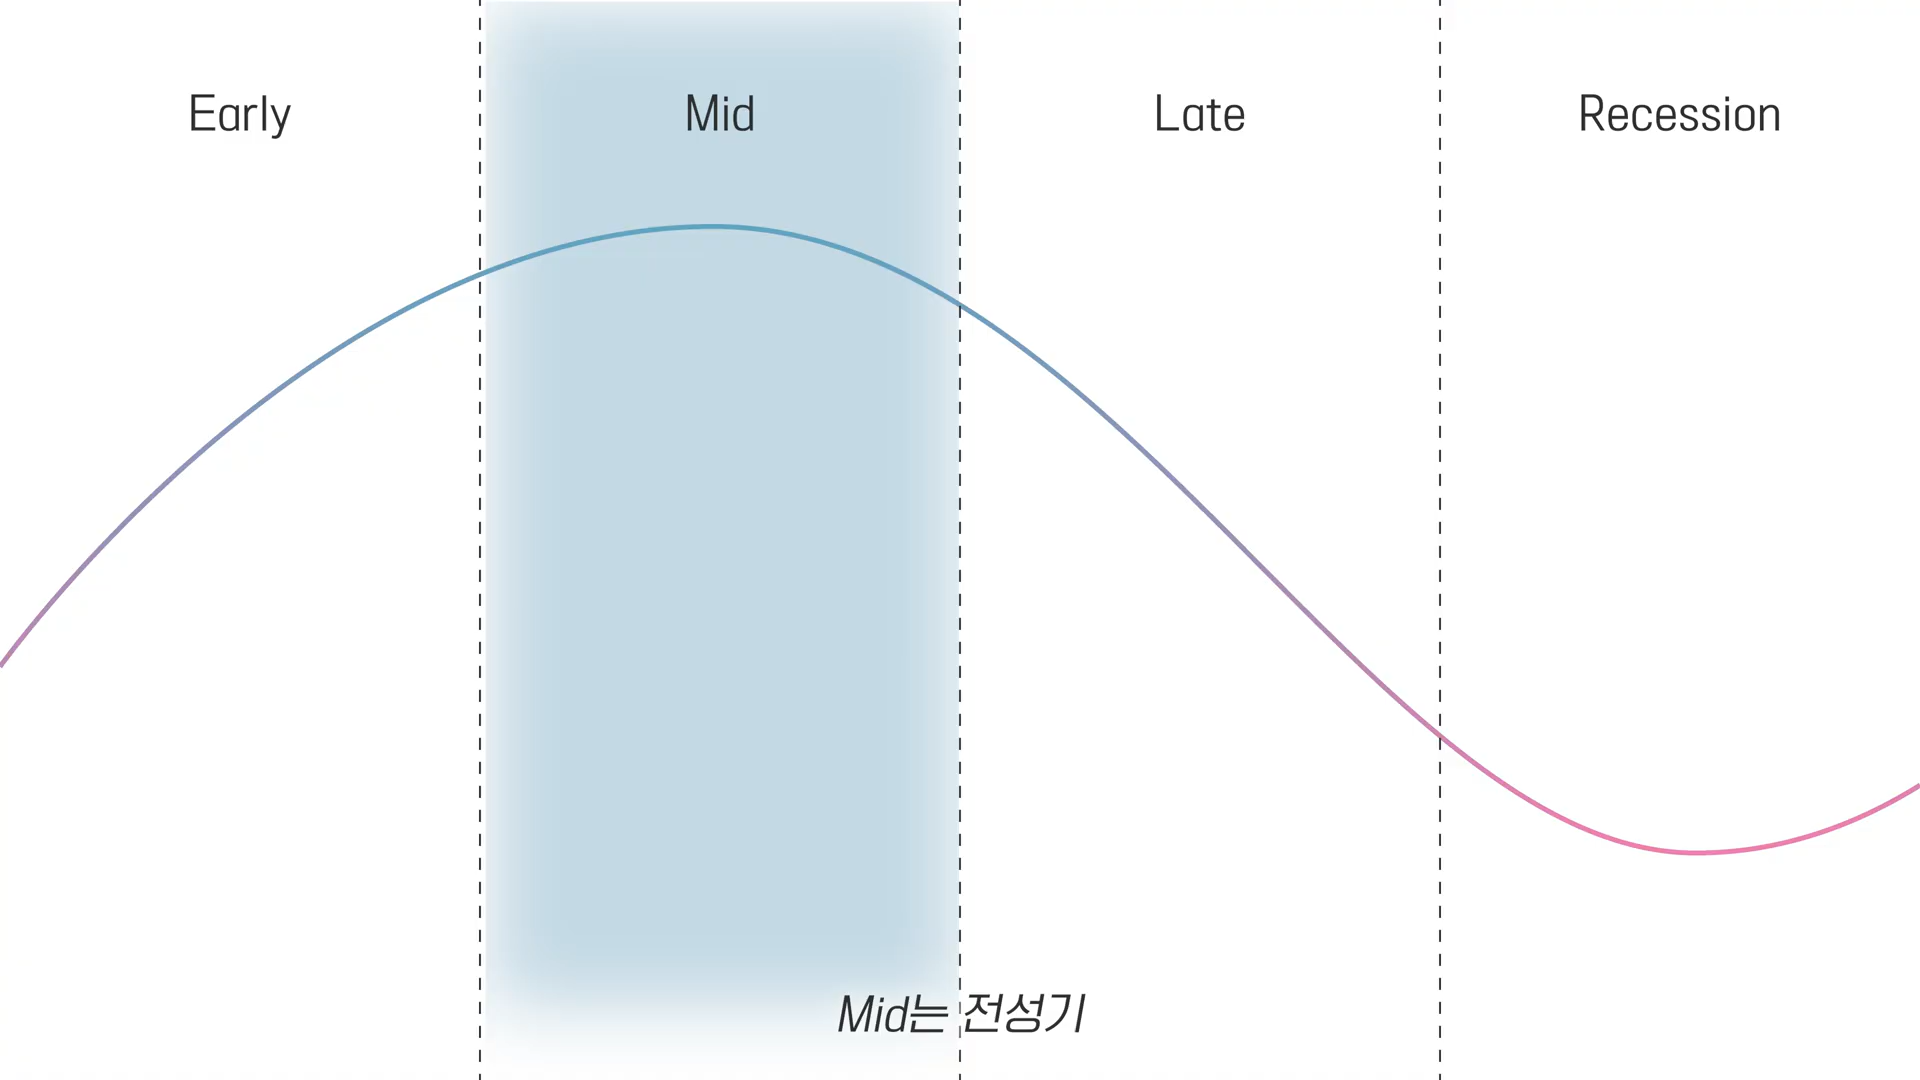 Early
Mid
Late
Recession
Mid는 전성기